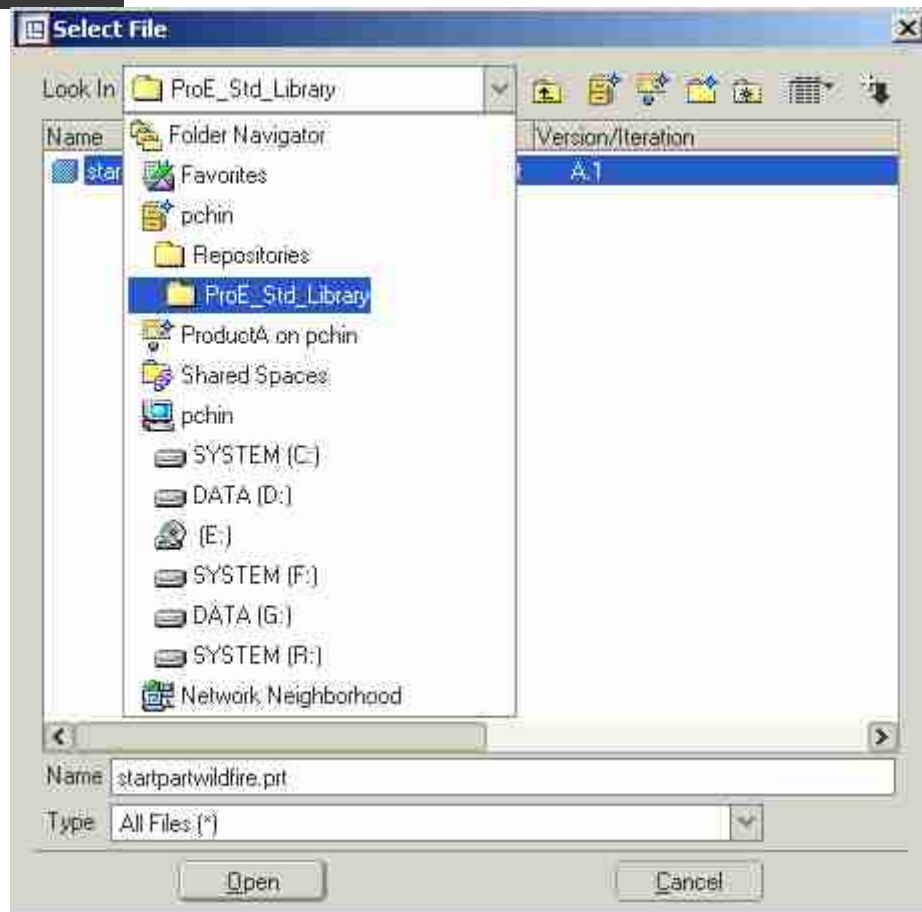 Select File
Look In ProE_Std_Library
Name Version/Iteration
star A.1
Folder Navigator
Favorites
pchin
Repositories
ProE_Std_Library
ProductA on pchin
Shared Spaces
pchin
SYSTEM (C:)
DATA (D:)
(E:)
SYSTEM (F:)
DATA (G:)
SYSTEM (R:)
Network Neighborhood
Name startpartwildfire.prt
Type All Files (*)
Open Cancel